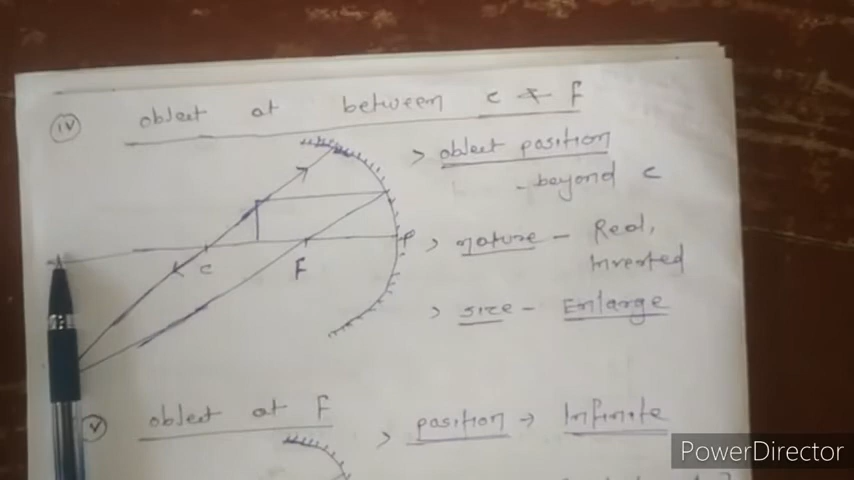 iv object at between c & F
> object position
- beyond c
P
> nature - Real,
Inverted
c F
> size - Enlarge
v object at F
> position → Infinite
PowerDirector